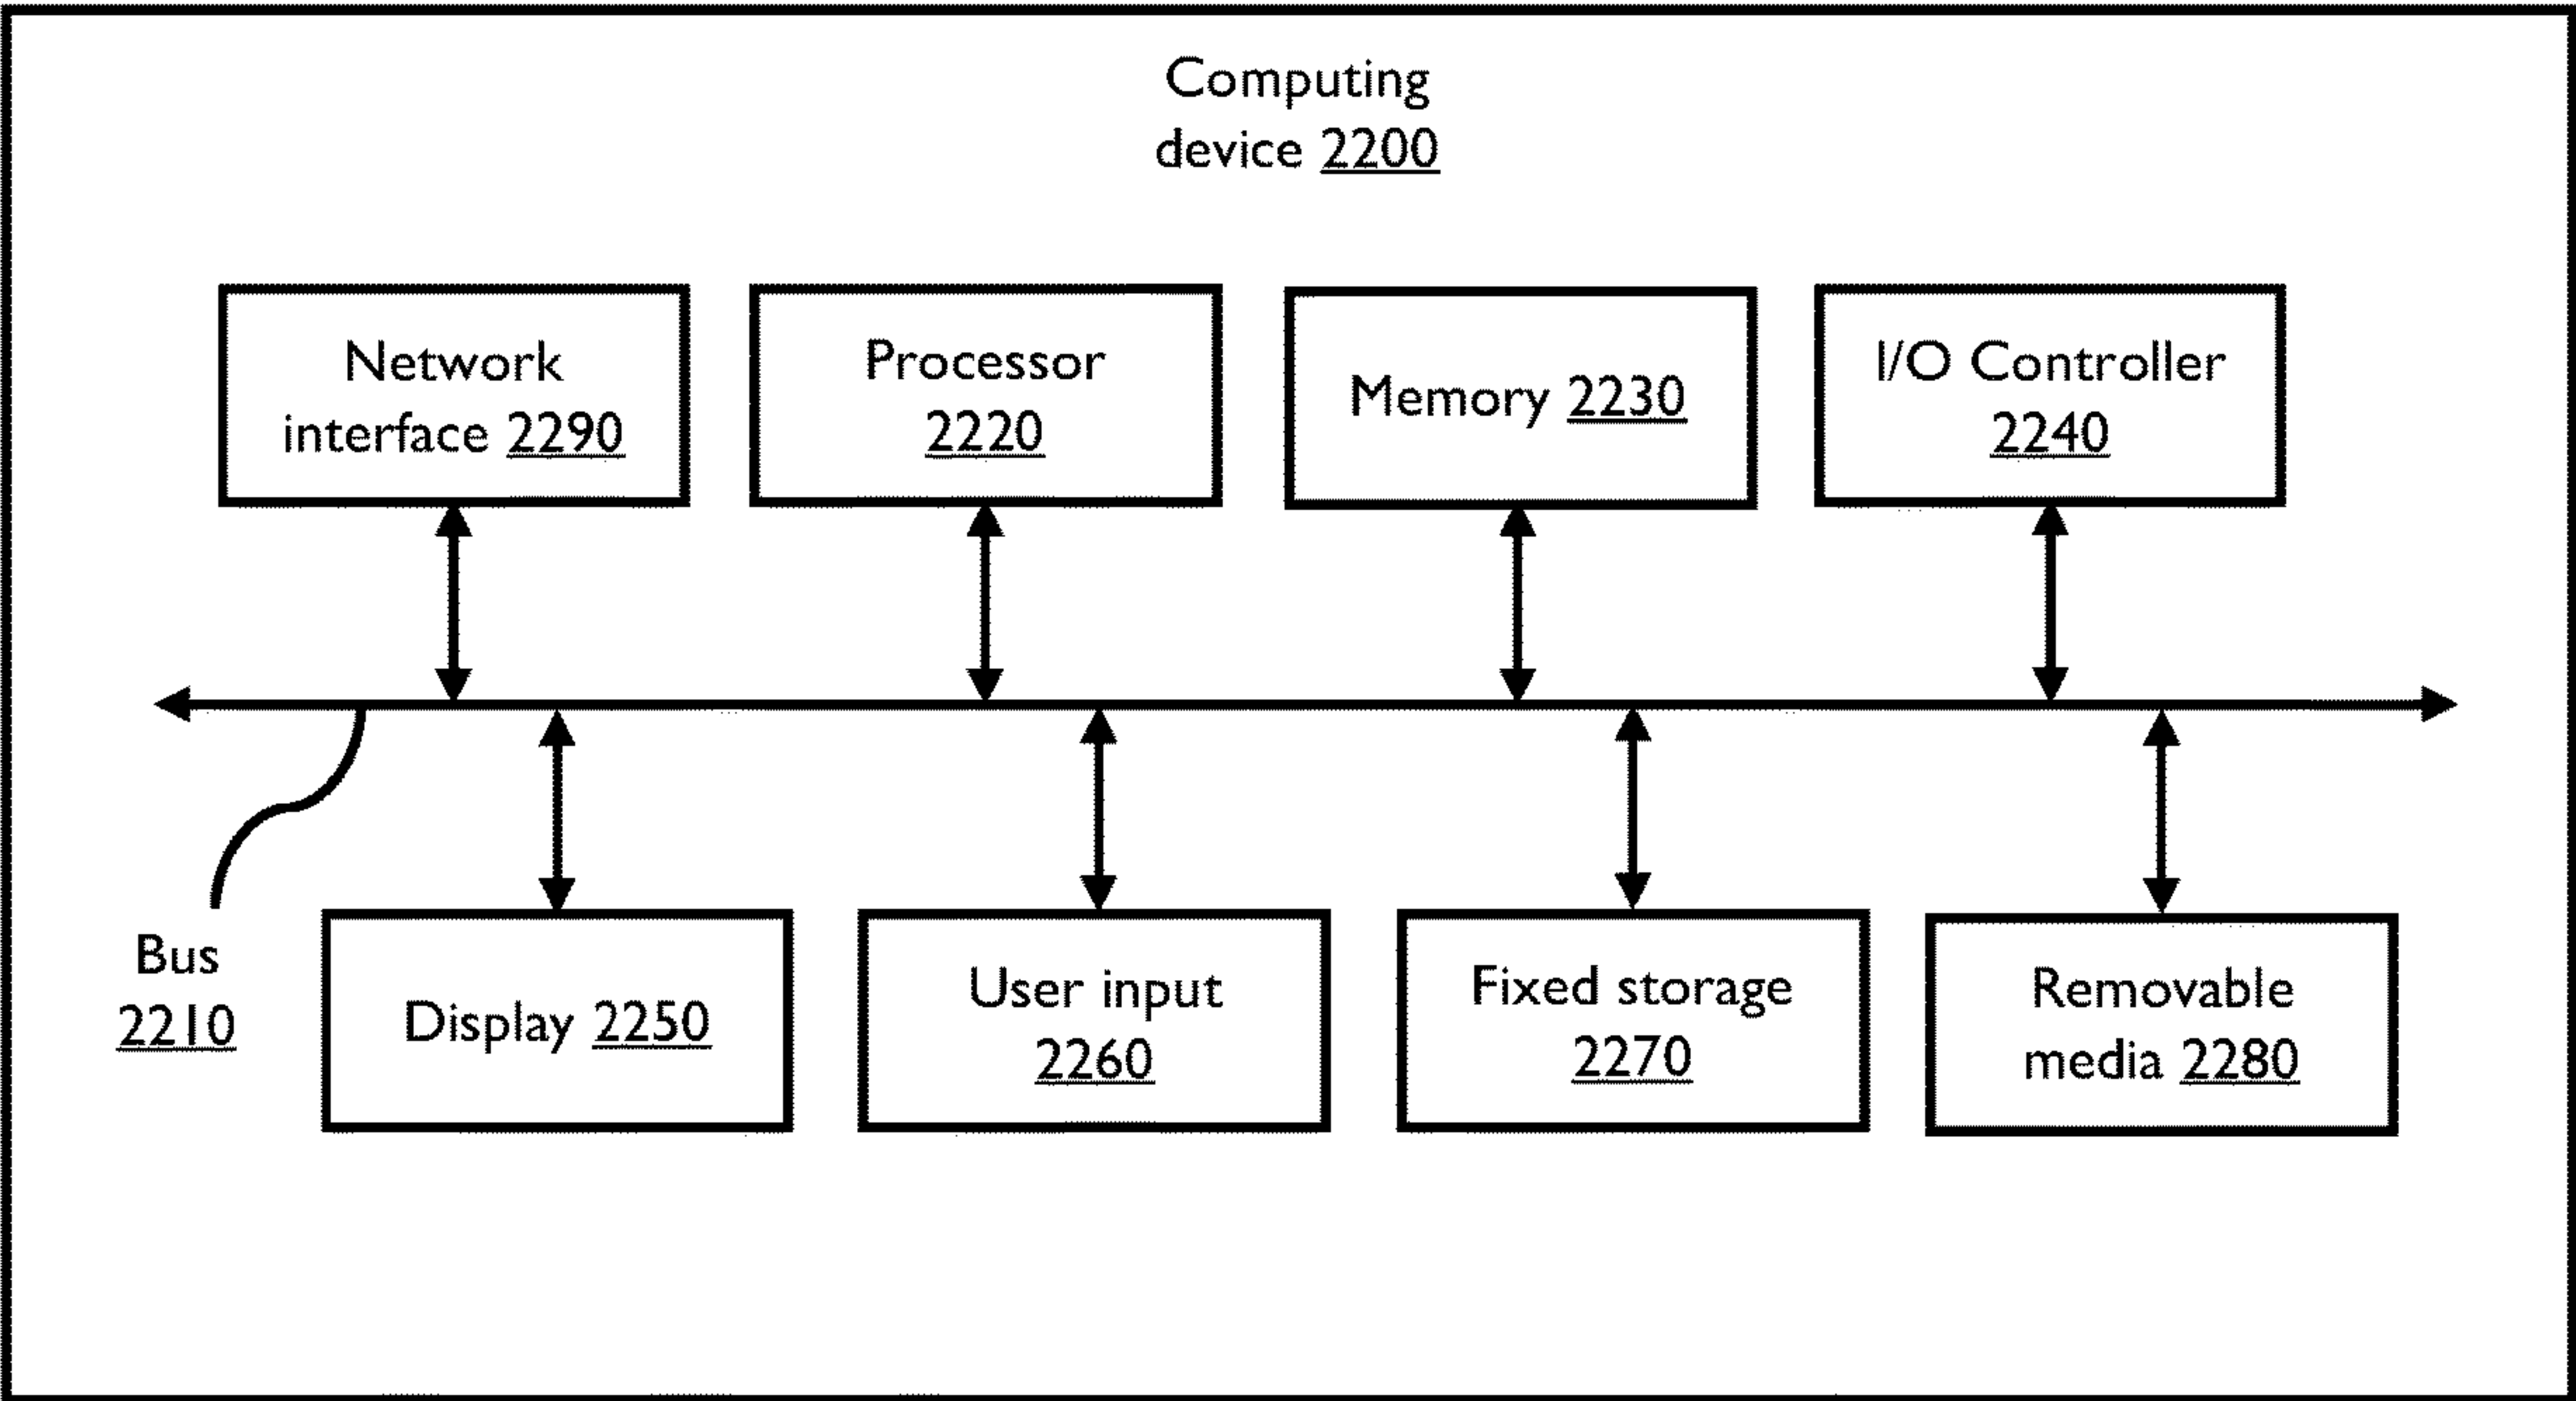 Computing
device 2200
Network
interface 2290
Processor
2220
Memory 2230
I/O Controller
2240
Bus
2210
Display 2250
User input
2260
Fixed storage
2270
Removable
media 2280